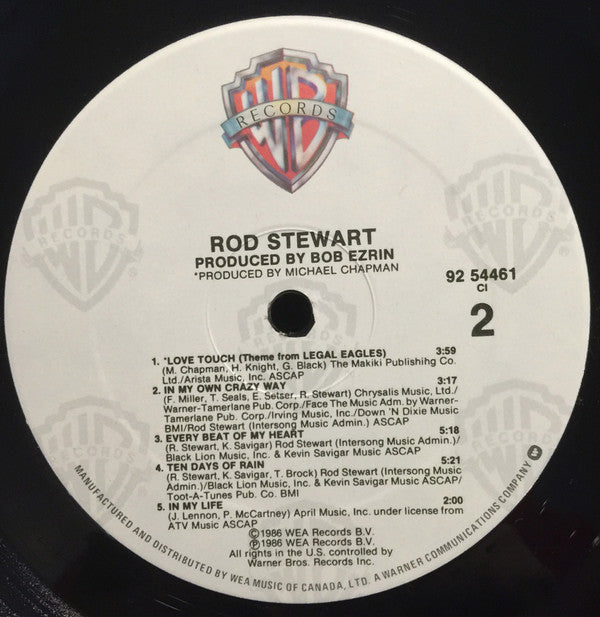 WB
RECORDS
ROD STEWART
PRODUCED BY BOB EZRIN
*PRODUCED BY MICHAEL CHAPMAN
92 54461
CI
2
1. *LOVE TOUCH (Theme from LEGAL EAGLES) 3:59
(M. Chapman, H. Knight, G. Black) The Makiki Publishihg Co.
Ltd./Arista Music, Inc. ASCAP
2. IN MY OWN CRAZY WAY 3:17
(F. Miller, T. Seals, E. Setser, R. Stewart) Chrysalis Music, Ltd./
Warner-Tamerlane Pub. Corp./Face The Music Adm. by Warner-
Tamerlane Pub. Corp./Irving Music, Inc./Down 'N Dixie Music
BMI/Rod Stewart (Intersong Music Admin.) ASCAP
3. EVERY BEAT OF MY HEART 5:18
(R. Stewart, K. Savigar) Rod Stewart (Intersong Music Admin.)/
Black Lion Music, Inc. & Kevin Savigar Music ASCAP
4. TEN DAYS OF RAIN 5:21
(R. Stewart, K. Savigar, T. Brock) Rod Stewart (Intersong Music
Admin.)/Black Lion Music, Inc. & Kevin Savigar Music ASCAP/
Toot-A-Tunes Pub. Co. BMI
5. IN MY LIFE 2:00
(J. Lennon, P. McCartney) April Music, Inc. under license from
ATV Music ASCAP
©1986 WEA Records B.V.
℗1986 WEA Records B.V.
All rights in the U.S. controlled by
Warner Bros. Records Inc.
MANUFACTURED AND DISTRIBUTED BY WEA MUSIC OF CANADA, LTD. A WARNER COMMUNICATIONS COMPANY
WB
RECORDS
WB
RECORDS
WB
RECORDS
WB
RECORDS